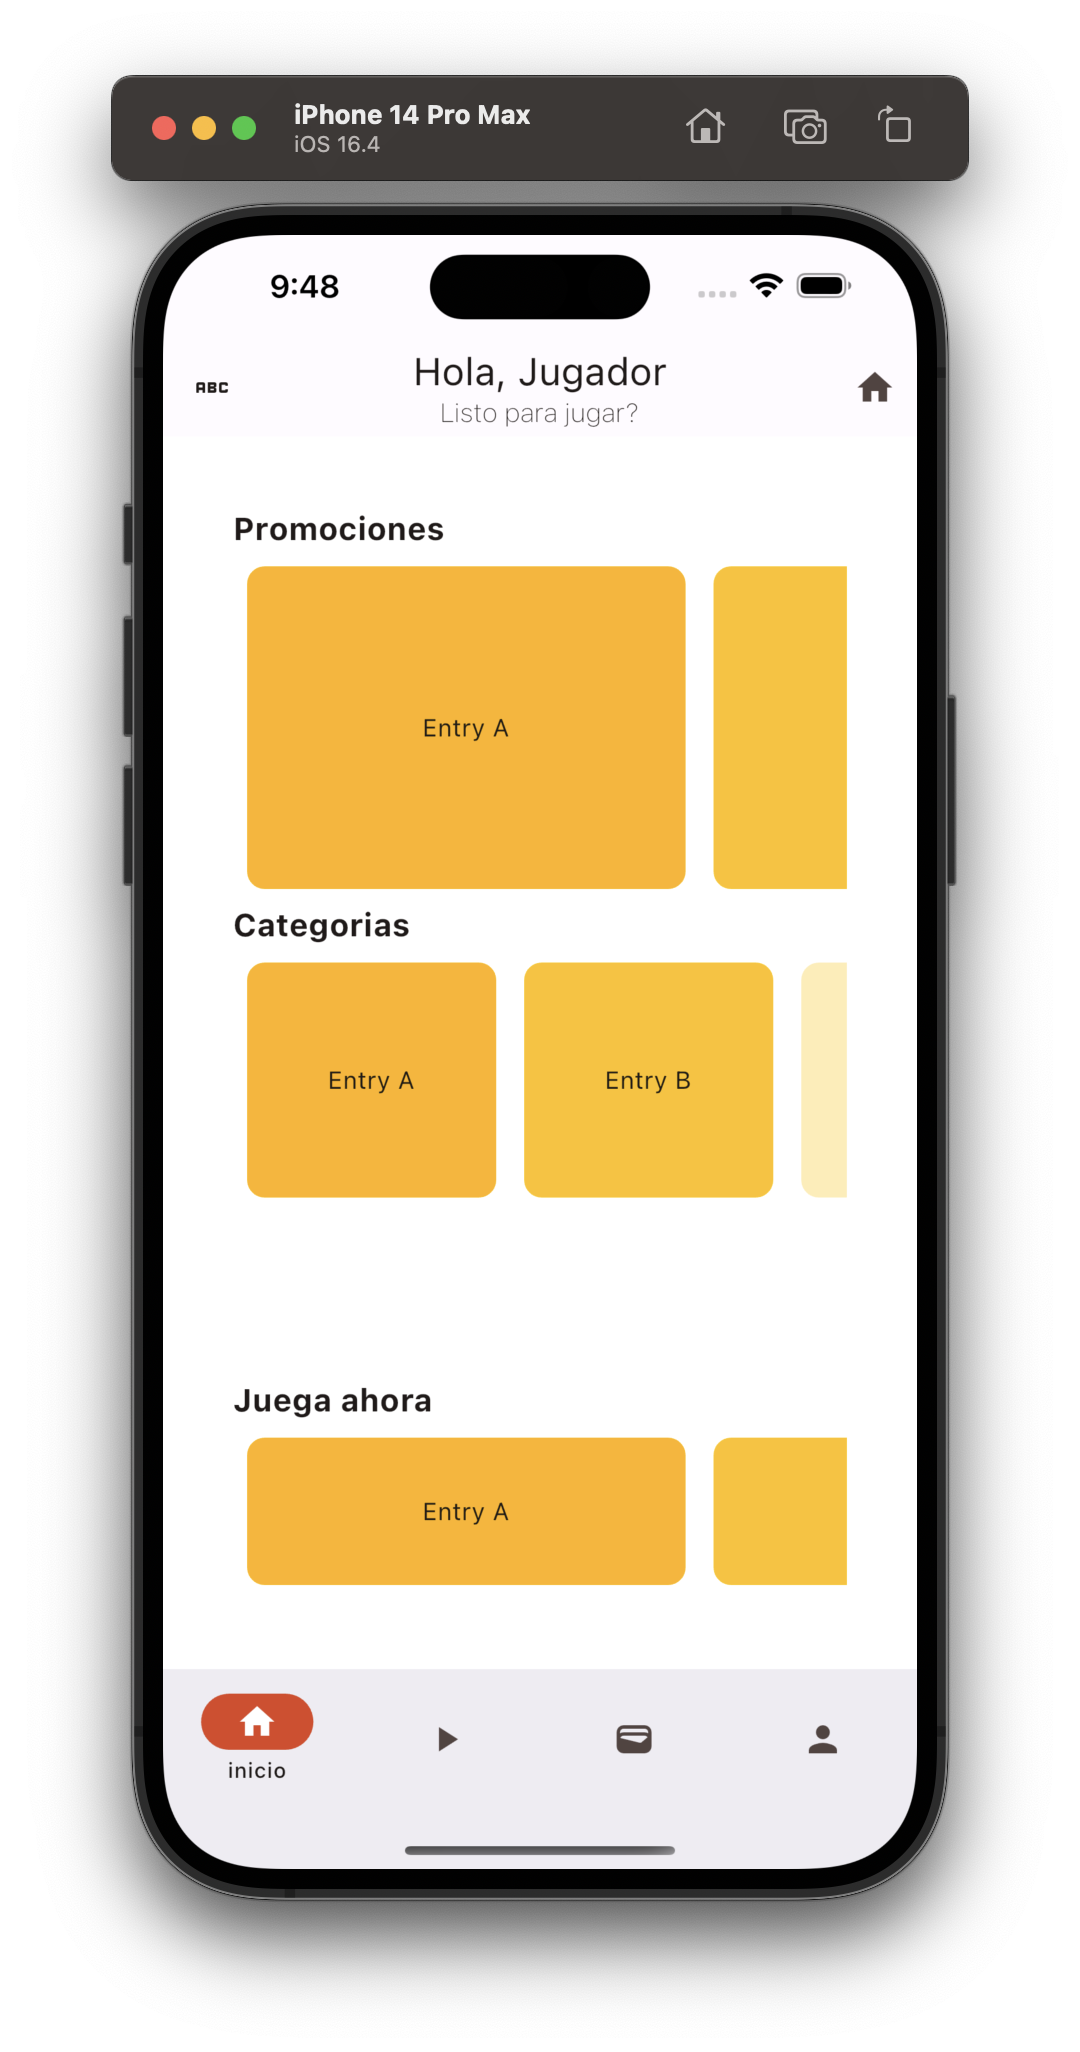 iPhone 14 Pro Max
iOS 16.4
9:48
ABC
Hola, Jugador
Listo para jugar?
Promociones
Entry A
Categorias
Entry A
Entry B
Juega ahora
Entry A
inicio